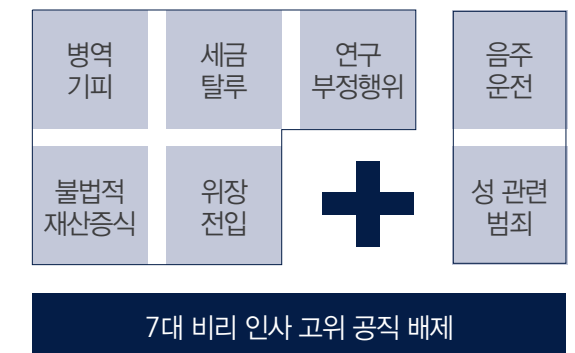 병역
기피
세금
탈루
연구
부정행위
음주
운전
불법적
재산증식
위장
전입
성 관련
범죄
7대 비리 인사 고위 공직 배제